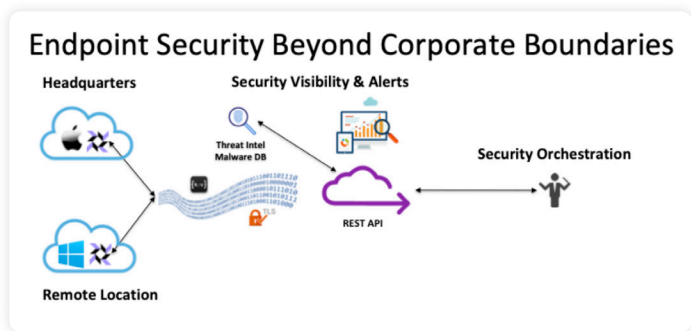 Endpoint Security Beyond Corporate Boundaries
Headquarters
Security Visibility & Alerts
Threat Intel
Malware DB
Security Orchestration
TLS
REST API
Remote Location